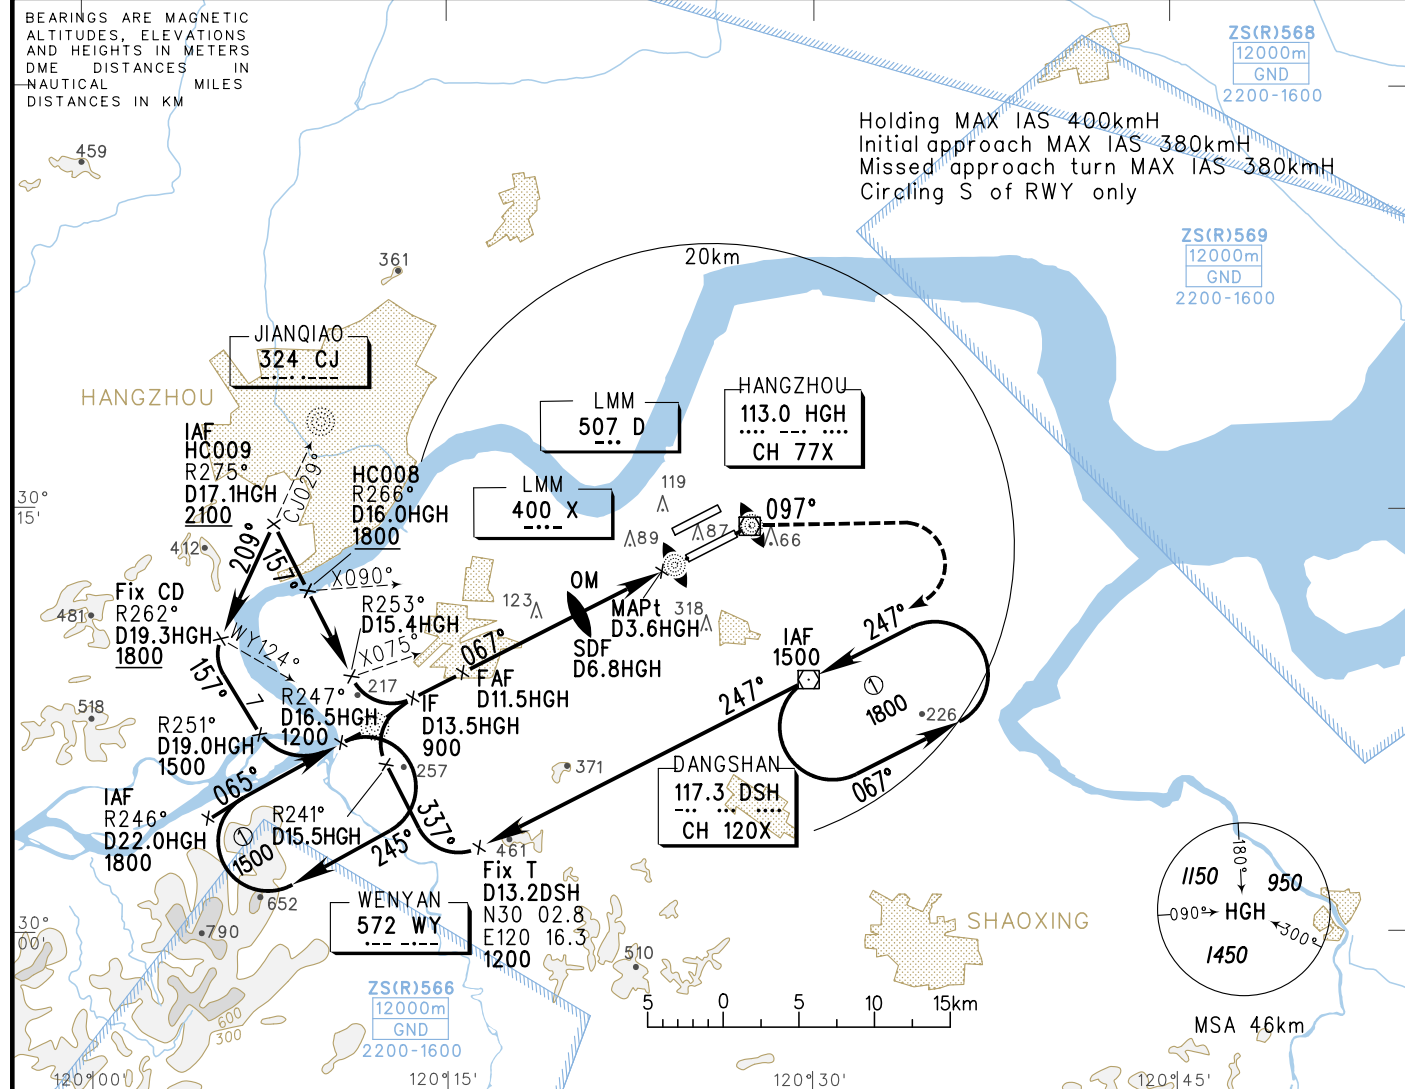 BEARINGS ARE MAGNETIC
ALTITUDES, ELEVATIONS
AND HEIGHTS IN METERS
DME DISTANCES IN
NAUTICAL MILES
DISTANCES IN KM
ZS(R)568
12000m
GND
2200-1600
Holding MAX IAS 400kmH
Initial approach MAX IAS 380kmH
Missed approach turn MAX IAS 380kmH
Circling S of RWY only
ZS(R)569
12000m
GND
2200-1600
459
361
20km
JIANQIAO
324 CJ
HANGZHOU
LMM
507 D
HANGZHOU
113.0 HGH
CH 77X
IAF
HC009
R275°
D17.1HGH
2100
CJ029°
HC008
R266°
D16.0HGH
1800
LMM
400 X
119
89
87
66
097°
30°
15'
412
209°
157°
X090°
Fix CD
R262°
D19.3HGH
1800
481
WY124°
R253°
D15.4HGH
X075°
123
OM
MAPt
D3.6HGH
318
SDF
D6.8HGH
067°
FAF
D11.5HGH
IAF
1500
247°
247°
157°
7
R247°
D16.5HGH
1200
217
IF
D13.5HGH
900
1
1800
226
518
R251°
D19.0HGH
1500
257
371
067°
DANGSHAN
117.3 DSH
CH 120X
IAF
R246°
D22.0HGH
1800
065°
R241°
D15.5HGH
337°
1
1500
245°
461
Fix T
D13.2DSH
N30 02.8
E120 16.3
1200
652
790
WENYAN
572 WY
510
SHAOXING
30°
00'
180°
1150
950
090°
HGH
300°
1450
MSA 46km
ZS(R)566
12000m
GND
2200-1600
600
300
5 0 5 10 15km
120°00'
120°15'
120°30'
120°45'